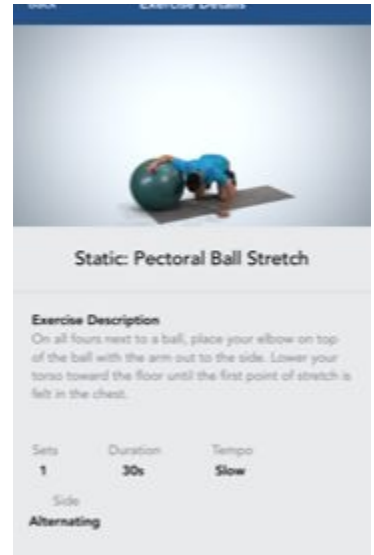 Back Exercise Details
Static: Pectoral Ball Stretch
Exercise Description
On all fours next to a ball, place your elbow on top
of the ball with the arm out to the side. Lower your
torso toward the floor until the first point of stretch is
felt in the chest.
Sets Duration Tempo
1 30s Slow
Side
Alternating